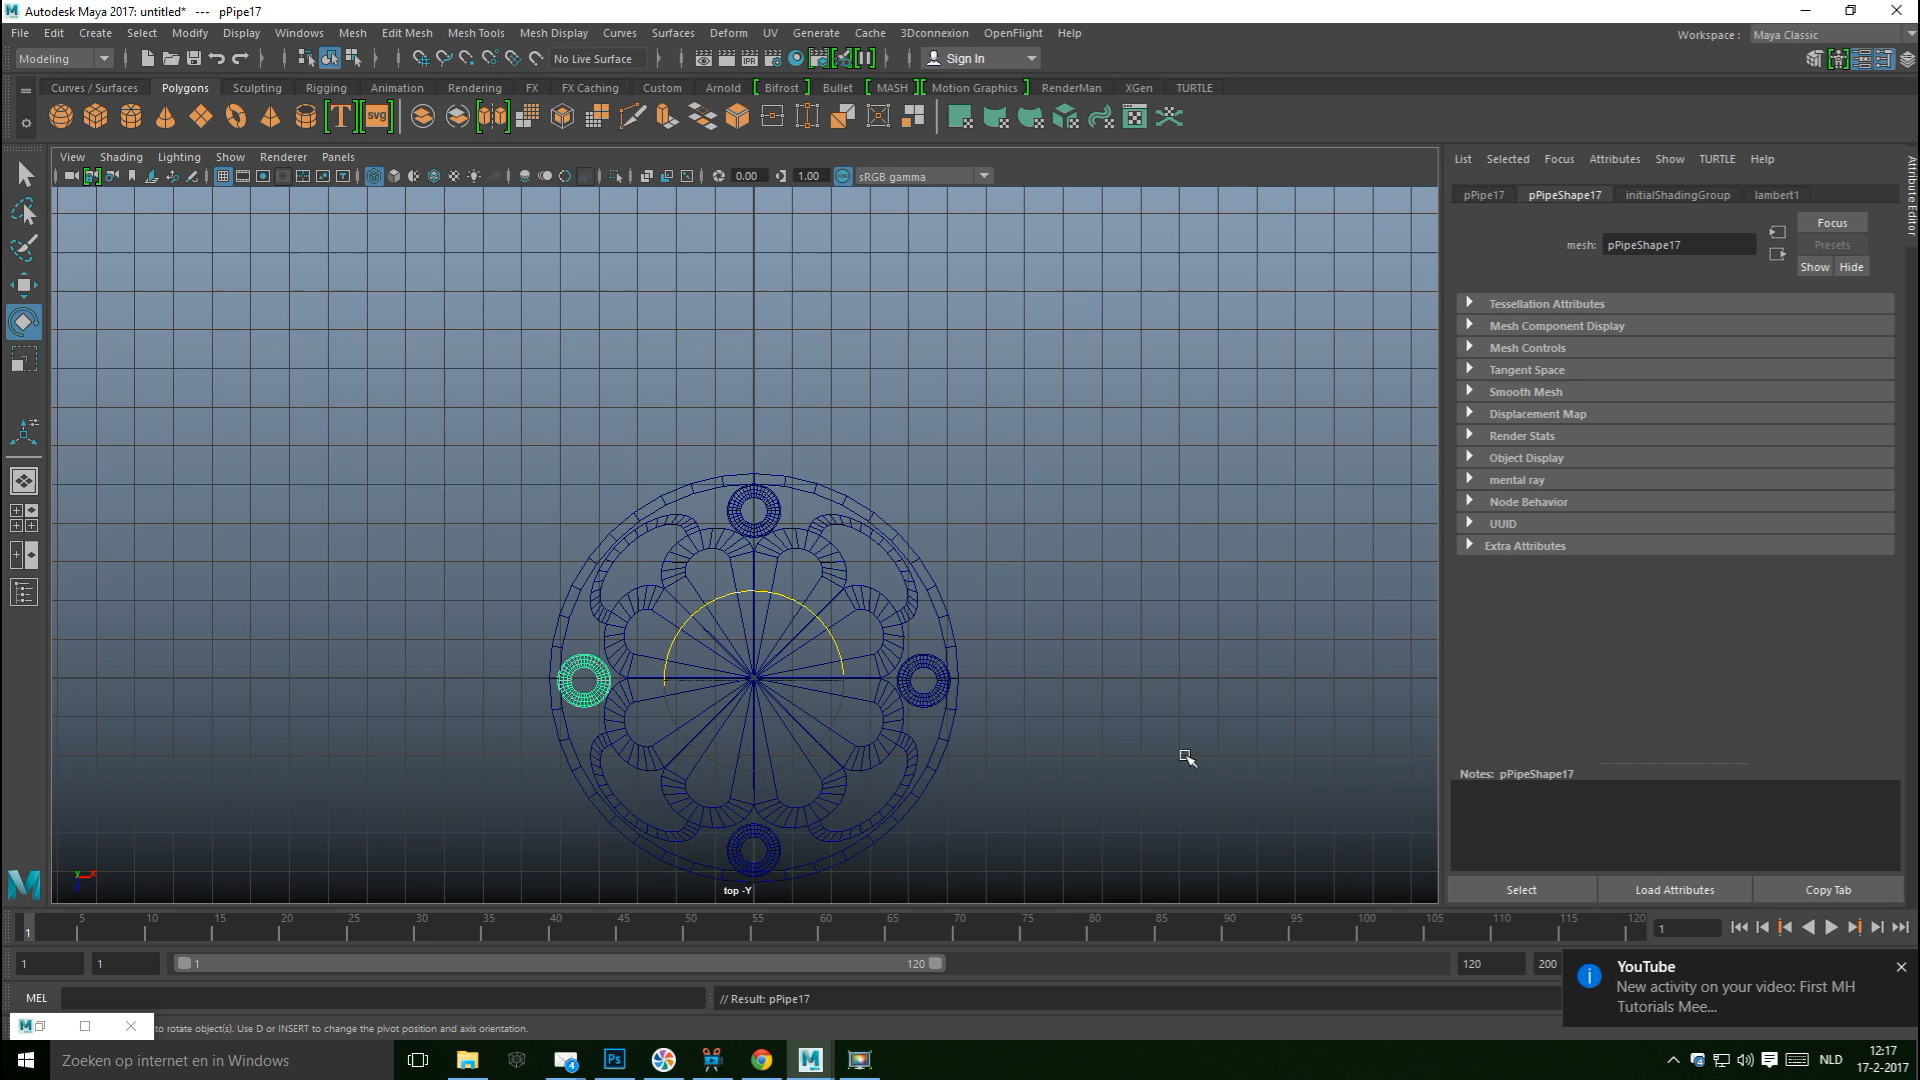 Autodesk Maya 2017: untitled*   ---   pPipe17
File Edit Create Select Modify Display Windows Mesh Edit Mesh Mesh Tools Mesh Display Curves Surfaces Deform UV Generate Cache 3Dconnexion OpenFlight Help
Workspace : Maya Classic
Modeling No Live Surface Sign In
Curves / Surfaces Polygons Sculpting Rigging Animation Rendering FX FX Caching Custom Arnold Bifrost Bullet MASH Motion Graphics RenderMan XGen TURTLE
T svg
View Shading Lighting Show Renderer Panels
0.00 1.00 ON sRGB gamma
List Selected Focus Attributes Show TURTLE Help
Attribute Editor
pPipe17 pPipeShape17 initialShadingGroup lambert1
Focus
mesh: pPipeShape17
Presets
Show Hide
Tessellation Attributes
Mesh Component Display
Mesh Controls
Tangent Space
Smooth Mesh
Displacement Map
Render Stats
Object Display
mental ray
Node Behavior
UUID
Extra Attributes
Notes: pPipeShape17
y x
top -Y
Select Load Attributes Copy Tab
5 10 15 20 25 30 35 40 45 50 55 60 65 70 75 80 85 90 95 100 105 110 115 120
1 1
1 1 1 120 120 200
YouTube
New activity on your video: First MH
Tutorials Mee...
MEL // Result: pPipe17
to rotate object(s). Use D or INSERT to change the pivot position and axis orientation.
Zoeken op internet en in Windows
4 Ps M NLD
12:17
17-2-2017